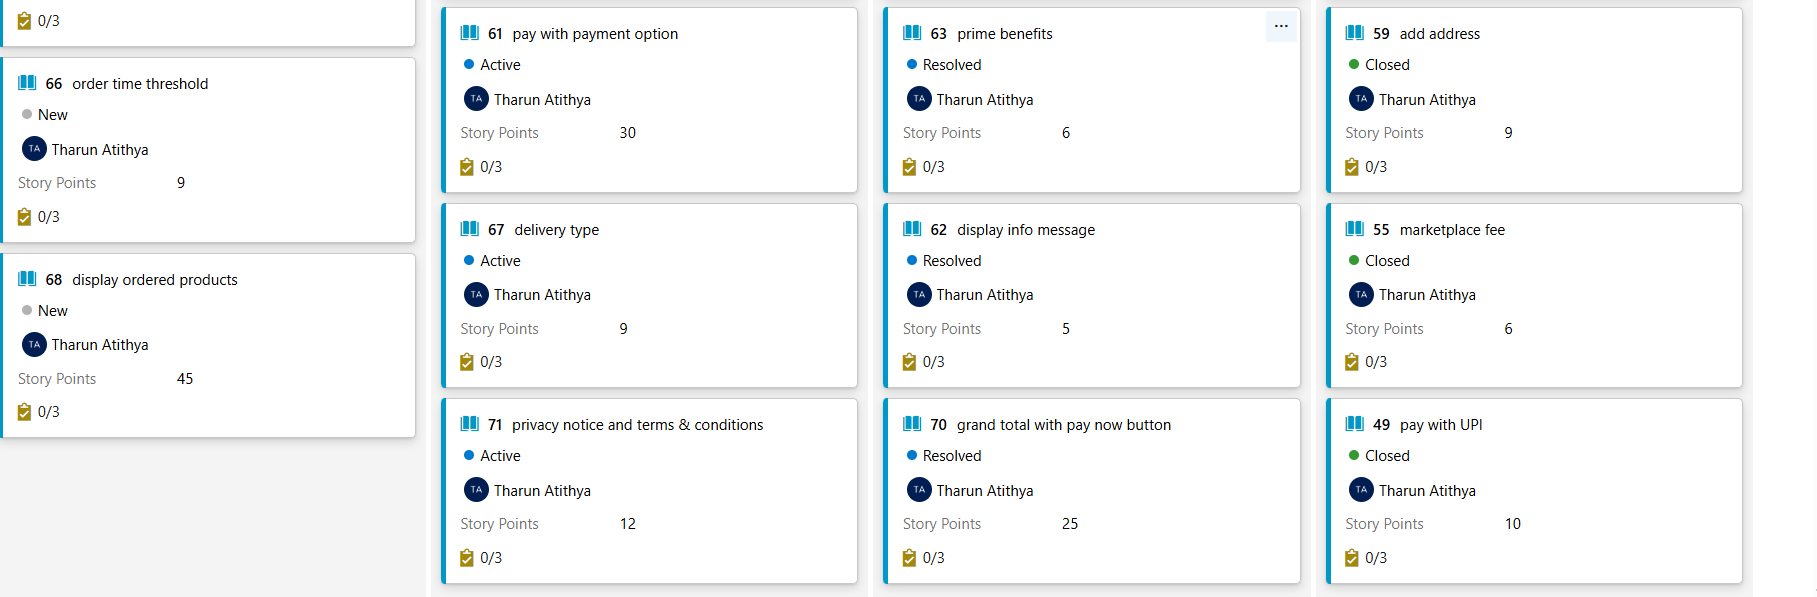 0/3
66 order time threshold
New
TA Tharun Atithya
Story Points 9
0/3
68 display ordered products
New
TA Tharun Atithya
Story Points 45
0/3
61 pay with payment option
Active
TA Tharun Atithya
Story Points 30
0/3
67 delivery type
Active
TA Tharun Atithya
Story Points 9
0/3
71 privacy notice and terms & conditions
Active
TA Tharun Atithya
Story Points 12
0/3
63 prime benefits
...
Resolved
TA Tharun Atithya
Story Points 6
0/3
62 display info message
Resolved
TA Tharun Atithya
Story Points 5
0/3
70 grand total with pay now button
Resolved
TA Tharun Atithya
Story Points 25
0/3
59 add address
Closed
TA Tharun Atithya
Story Points 9
0/3
55 marketplace fee
Closed
TA Tharun Atithya
Story Points 6
0/3
49 pay with UPI
Closed
TA Tharun Atithya
Story Points 10
0/3